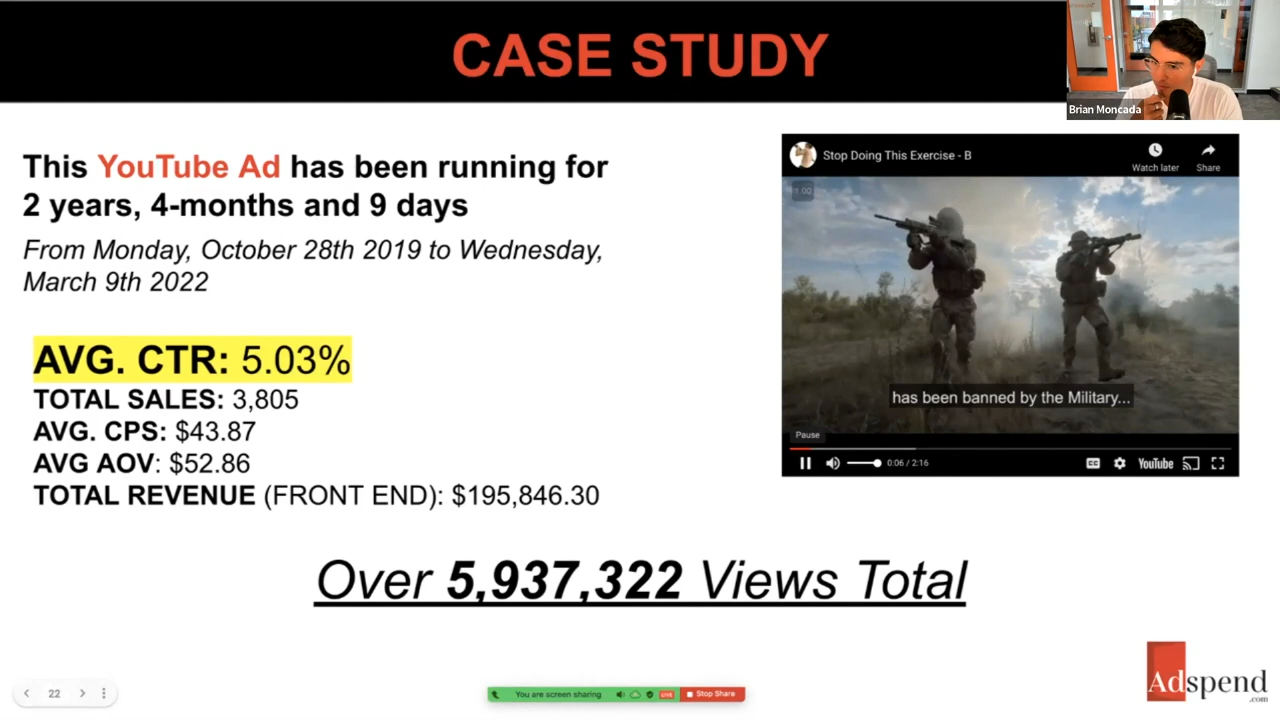 CASE STUDY
Brian Moncada
This YouTube Ad has been running for
2 years, 4-months and 9 days
From Monday, October 28th 2019 to Wednesday,
March 9th 2022
AVG. CTR: 5.03%
TOTAL SALES: 3,805
AVG. CPS: $43.87
AVG AOV: $52.86
TOTAL REVENUE (FRONT END): $195,846.30
Stop Doing This Exercise - B
Watch later
Share
has been banned by the Military...
Pause
0:06 / 2:16
CC
YouTube
Over 5,937,322 Views Total
22
You are screen sharing
LIVE
Stop Share
Adspend
.com